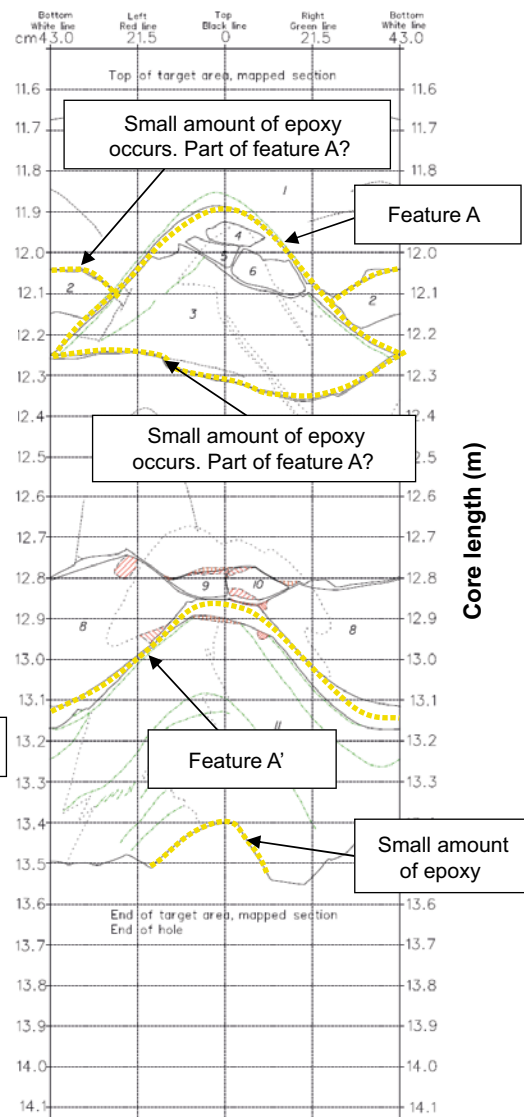 Bottom Left Top Right Bottom
White line Red line Black line Green line White line
cm43.0 21.5 0 21.5 43.0
Top of target area, mapped section
11.6 11.6
11.7 11.7
Small amount of epoxy
occurs. Part of feature A?
11.8 11.8
1
11.9 11.9
Feature A
4
12.0 12.0
5
6
2 2
12.1 12.1
3
12.2 12.2
12.3 12.3
12.4 12.4
Small amount of epoxy
occurs. Part of feature A?
12.5 2.5
12.6 12.6
Core length (m)
12.7 12.7
12.8 12.8
9 10
12.9 12.9
8 8
13.0 13.0
13.1 13.1
11
13.2 13.2
Feature A’
13.3 13.3
13.4 13.4
Small amount
of epoxy
13.5
End of target area, mapped section
13.6 13.6
End of hole
13.7 13.7
13.8 13.8
13.9 13.9
14.0 14.0
14.1 14.1